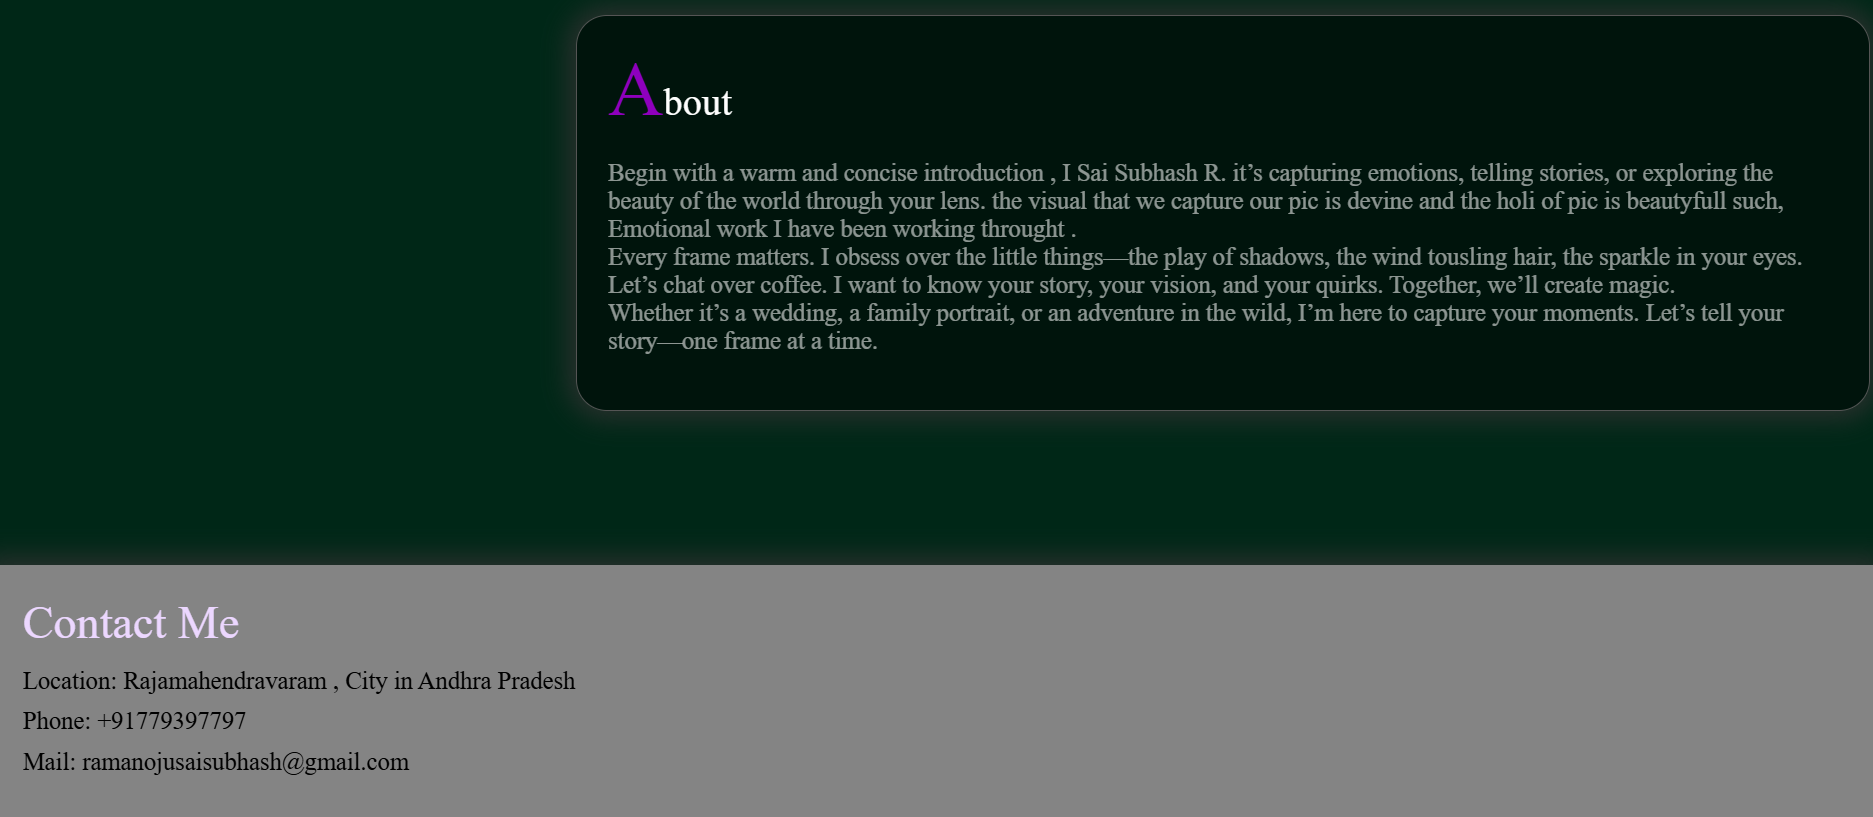 About
Begin with a warm and concise introduction , I Sai Subhash R. it’s capturing emotions, telling stories, or exploring the
beauty of the world through your lens. the visual that we capture our pic is devine and the holi of pic is beautyfull such,
Emotional work I have been working throught .
Every frame matters. I obsess over the little things—the play of shadows, the wind tousling hair, the sparkle in your eyes.
Let’s chat over coffee. I want to know your story, your vision, and your quirks. Together, we’ll create magic.
Whether it’s a wedding, a family portrait, or an adventure in the wild, I’m here to capture your moments. Let’s tell your
story—one frame at a time.
Contact Me
Location: Rajamahendravaram , City in Andhra Pradesh
Phone: +91779397797
Mail: ramanojusaisubhash@gmail.com